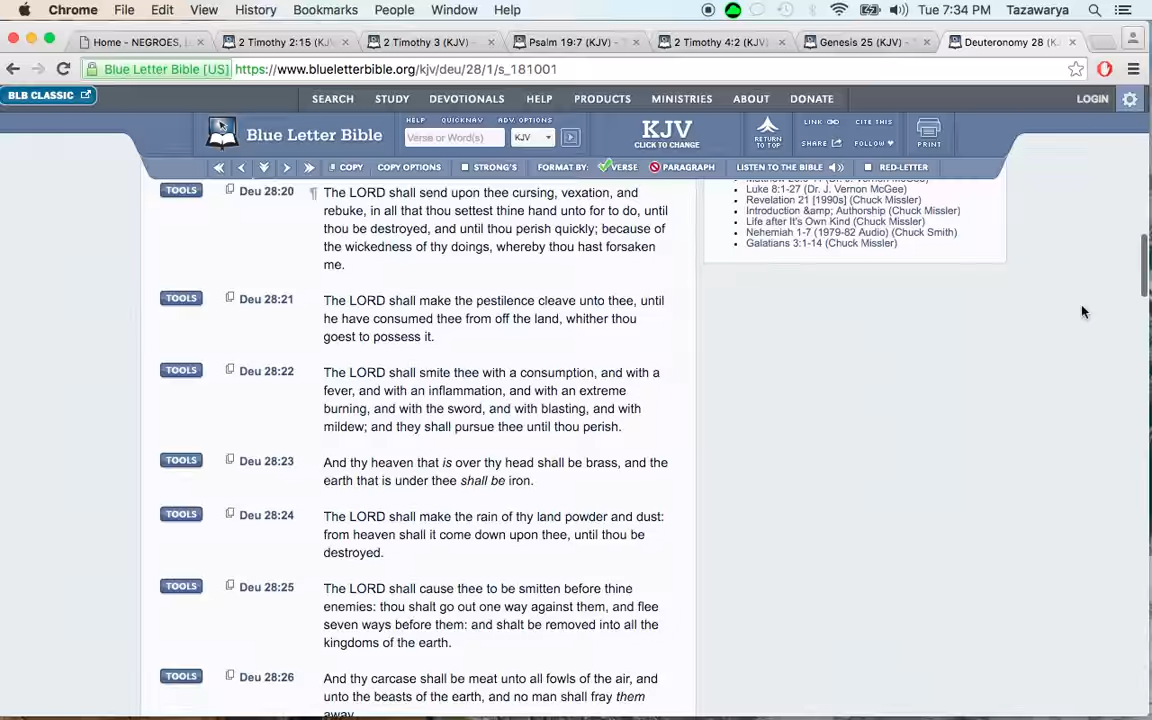 Chrome File Edit View History Bookmarks People Window Help Tue 7:34 PM Tazawarya
Home - NEGROES, 2 Timothy 2:15 (KJV) 2 Timothy 3 (KJV) - Psalm 19:7 (KJV) - 2 Timothy 4:2 (KJV) Genesis 25 (KJV) - Deuteronomy 28 (K
Blue Letter Bible [US] https://www.blueletterbible.org/kjv/deu/28/1/s_181001
BLB CLASSIC SEARCH STUDY DEVOTIONALS HELP PRODUCTS MINISTRIES ABOUT DONATE LOGIN
HELP QUICKNAV ADV. OPTIONS
Blue Letter Bible Verse or Word(s) KJV
KJV
CLICK TO CHANGE
RETURN TO TOP
LINK CITE THIS
SHARE FOLLOW
PRINT
COPY COPY OPTIONS STRONG'S FORMAT BY: VERSE PARAGRAPH LISTEN TO THE BIBLE RED-LETTER
Luke 8:1-27 (Dr. J. Vernon McGee)
Revelation 21 [1990s] (Chuck Missler)
Introduction &amp; Authorship (Chuck Missler)
Life after It's Own Kind (Chuck Missler)
Nehemiah 1-7 (1979-82 Audio) (Chuck Smith)
Galatians 3:1-14 (Chuck Missler)
TOOLS Deu 28:20 ¶ The LORD shall send upon thee cursing, vexation, and
rebuke, in all that thou settest thine hand unto for to do, until
thou be destroyed, and until thou perish quickly; because of
the wickedness of thy doings, whereby thou hast forsaken
me.
TOOLS Deu 28:21 The LORD shall make the pestilence cleave unto thee, until
he have consumed thee from off the land, whither thou
goest to possess it.
TOOLS Deu 28:22 The LORD shall smite thee with a consumption, and with a
fever, and with an inflammation, and with an extreme
burning, and with the sword, and with blasting, and with
mildew; and they shall pursue thee until thou perish.
TOOLS Deu 28:23 And thy heaven that is over thy head shall be brass, and the
earth that is under thee shall be iron.
TOOLS Deu 28:24 The LORD shall make the rain of thy land powder and dust:
from heaven shall it come down upon thee, until thou be
destroyed.
TOOLS Deu 28:25 The LORD shall cause thee to be smitten before thine
enemies: thou shalt go out one way against them, and flee
seven ways before them: and shalt be removed into all the
kingdoms of the earth.
TOOLS Deu 28:26 And thy carcase shall be meat unto all fowls of the air, and
unto the beasts of the earth, and no man shall fray them
away.